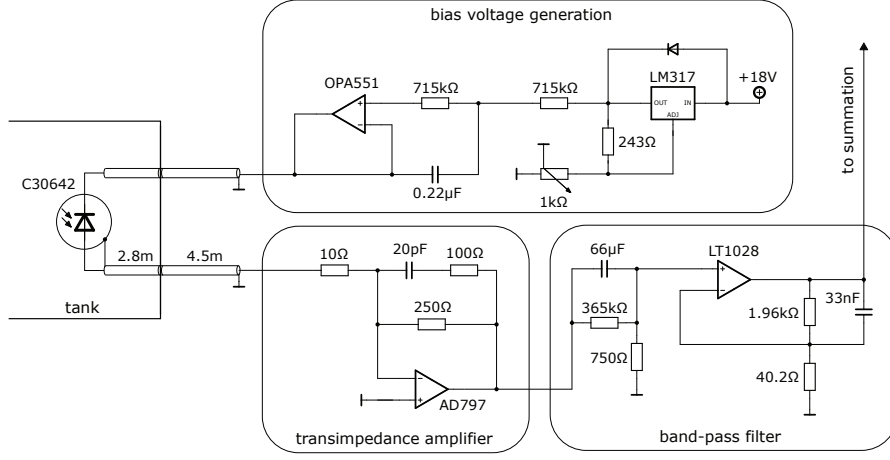 bias voltage generation
OPA551
715kΩ
715kΩ
LM317
+18V
OUT
IN
ADJ
+
−
243Ω
0.22µF
1kΩ
C30642
2.8m
4.5m
tank
10Ω
20pF
100Ω
250Ω
−
+
AD797
transimpedance amplifier
66µF
365kΩ
750Ω
LT1028
+
−
1.96kΩ
33nF
40.2Ω
band-pass filter
to summation